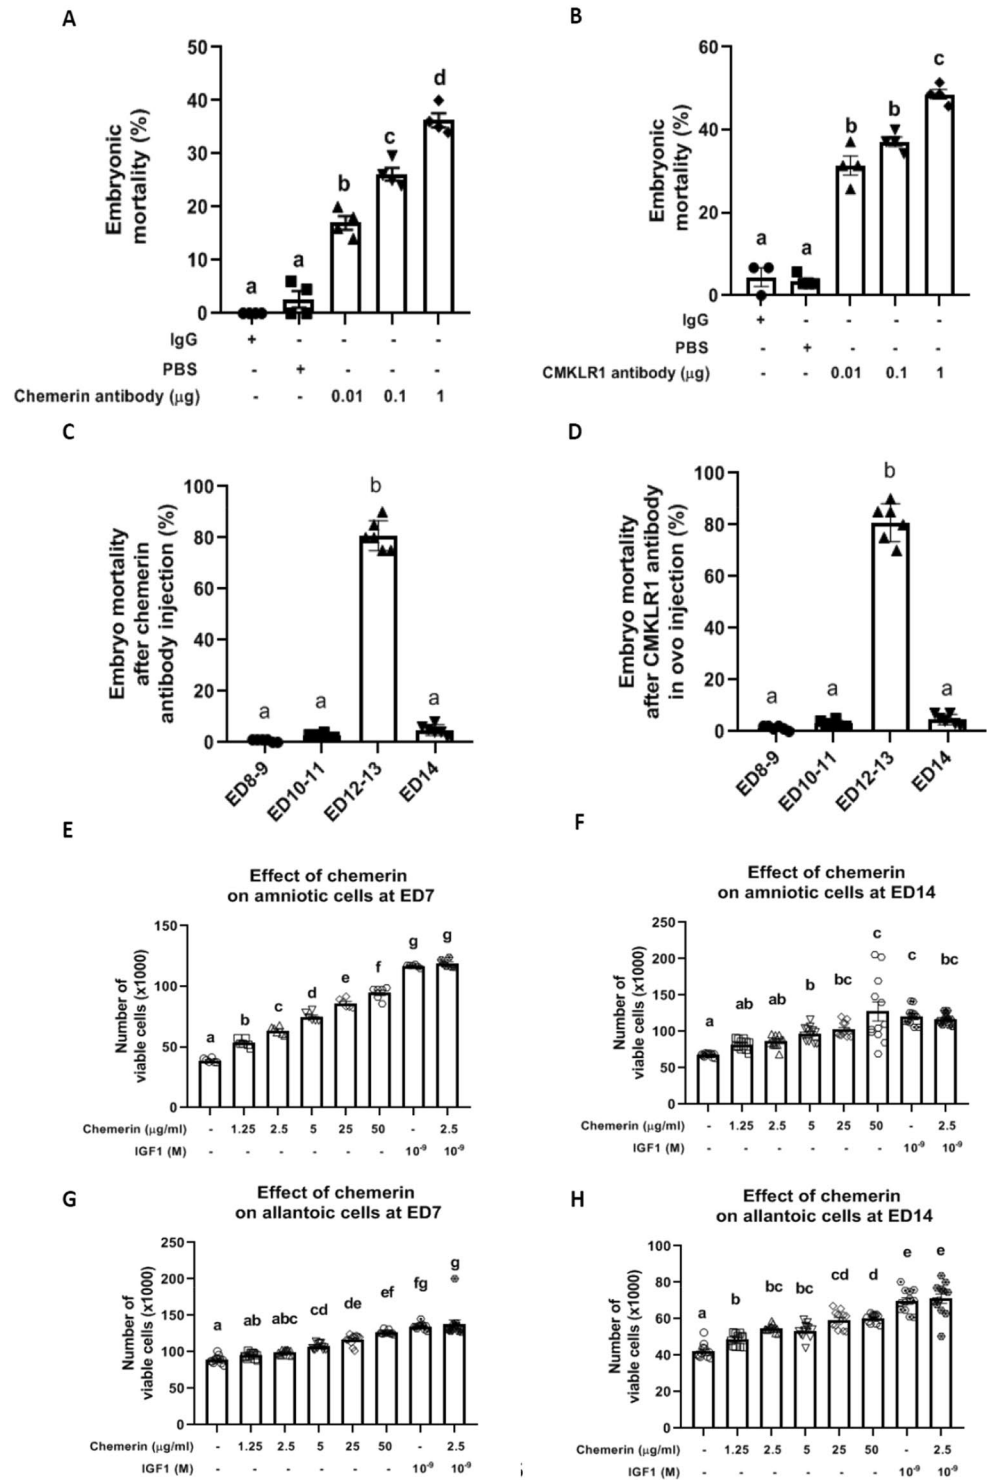 A
50
40
30
20
10
0
Embryonic
mortality (%)
a
a
b
c
d
IgG + - - - -
PBS - + - - -
Chemerin antibody (μg) - - 0.01 0.1 1
B
60
40
20
0
Embryonic
mortality (%)
a
a
b
b
c
IgG + - - - -
PBS - + - - -
CMKLR1 antibody (μg) - - 0.01 0.1 1
C
100
80
60
40
20
0
Embryo mortality
after chemerin
antibody injection (%)
a
a
b
a
ED8-9
ED10-11
ED12-13
ED14
D
100
80
60
40
20
0
Embryo mortality
after CMKLR1 antibody
in ovo injection (%)
a
a
b
a
ED8-9
ED10-11
ED12-13
ED14
E
Effect of chemerin
on amniotic cells at ED7
150
100
50
0
Number of
viable cells (x1000)
a
b
c
d
e
f
g
g
Chemerin (μg/ml) - 1.25 2.5 5 25 50 - 2.5
IGF1 (M) - - - - - - 10⁻⁹ 10⁻⁹
F
Effect of chemerin
on amniotic cells at ED14
250
200
150
100
50
0
Number of
viable cells (x1000)
a
ab
ab
b
bc
c
c
bc
Chemerin (μg/ml) - 1.25 2.5 5 25 50 - 2.5
IGF1 (M) - - - - - - 10⁻⁹ 10⁻⁹
G
Effect of chemerin
on allantoic cells at ED7
250
200
150
100
50
0
Number of
viable cells (x1000)
a
ab
abc
cd
de
ef
fg
g
Chemerin (μg/ml) - 1.25 2.5 5 25 50 - 2.5
IGF1 (M) - - - - - - 10⁻⁹ 10⁻⁹
H
Effect of chemerin
on allantoic cells at ED14
100
80
60
40
20
0
Number of
viable cells (x1000)
a
b
bc
bc
cd
d
e
e
Chemerin (μg/ml) - 1.25 2.5 5 25 50 - 2.5
IGF1 (M) - - - - - - 10⁻⁹ 10⁻⁹